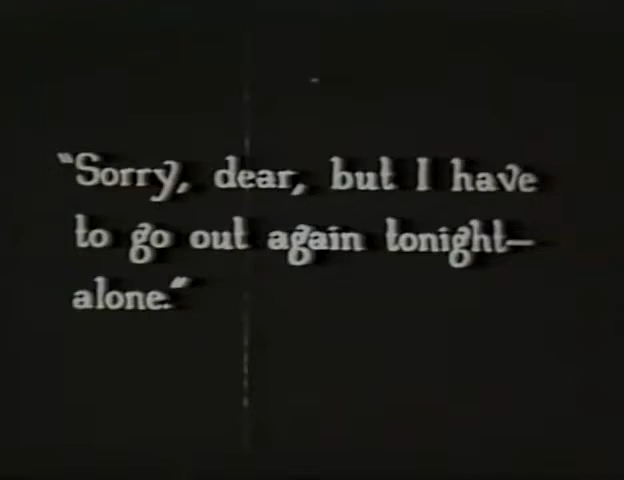 "Sorry, dear, but I have
to go out again tonight—
alone."